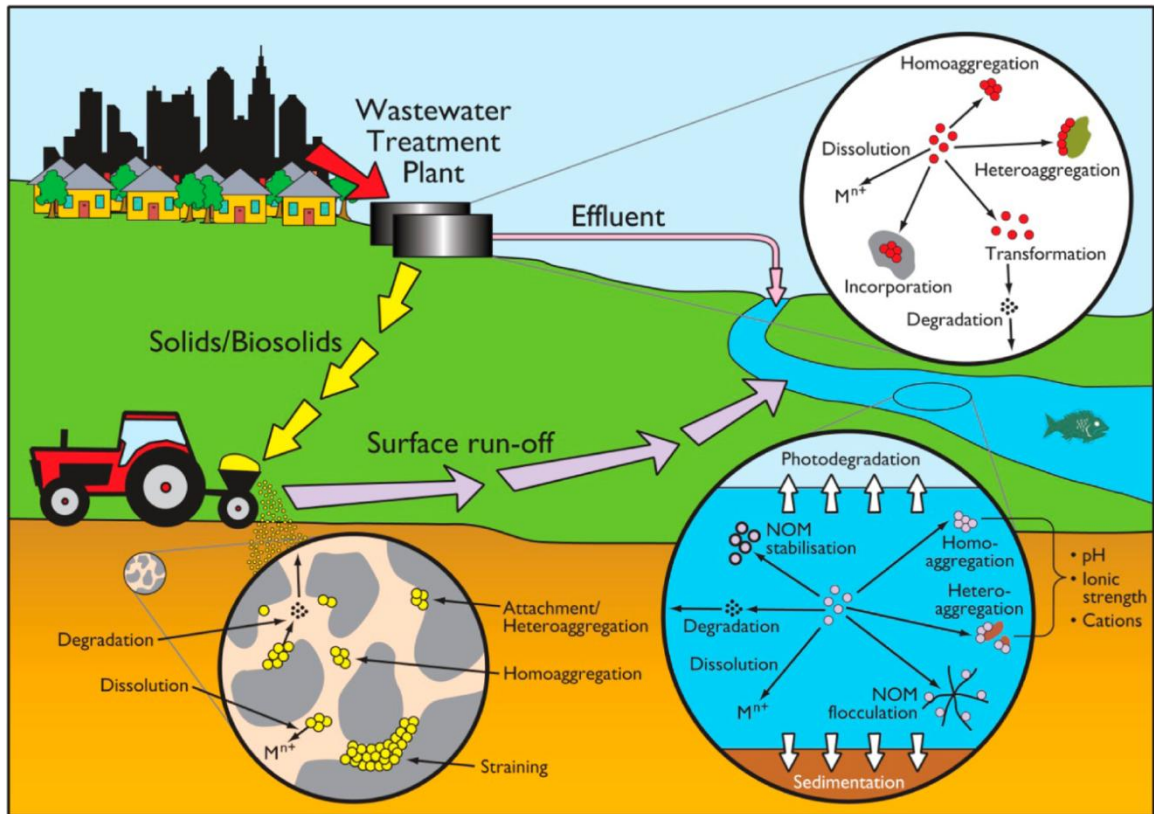 Wastewater
Treatment
Plant
Effluent
Solids/Biosolids
Surface run-off
Homoaggregation
Dissolution
Mⁿ⁺
Heteroaggregation
Incorporation
Transformation
Degradation
Degradation
Dissolution
Mⁿ⁺
Attachment/
Heteroaggregation
Homoaggregation
Straining
Photodegradation
NOM
stabilisation
Homo-
aggregation
Hetero-
aggregation
Degradation
Dissolution
Mⁿ⁺
NOM
flocculation
Sedimentation
• pH
• Ionic
strength
• Cations